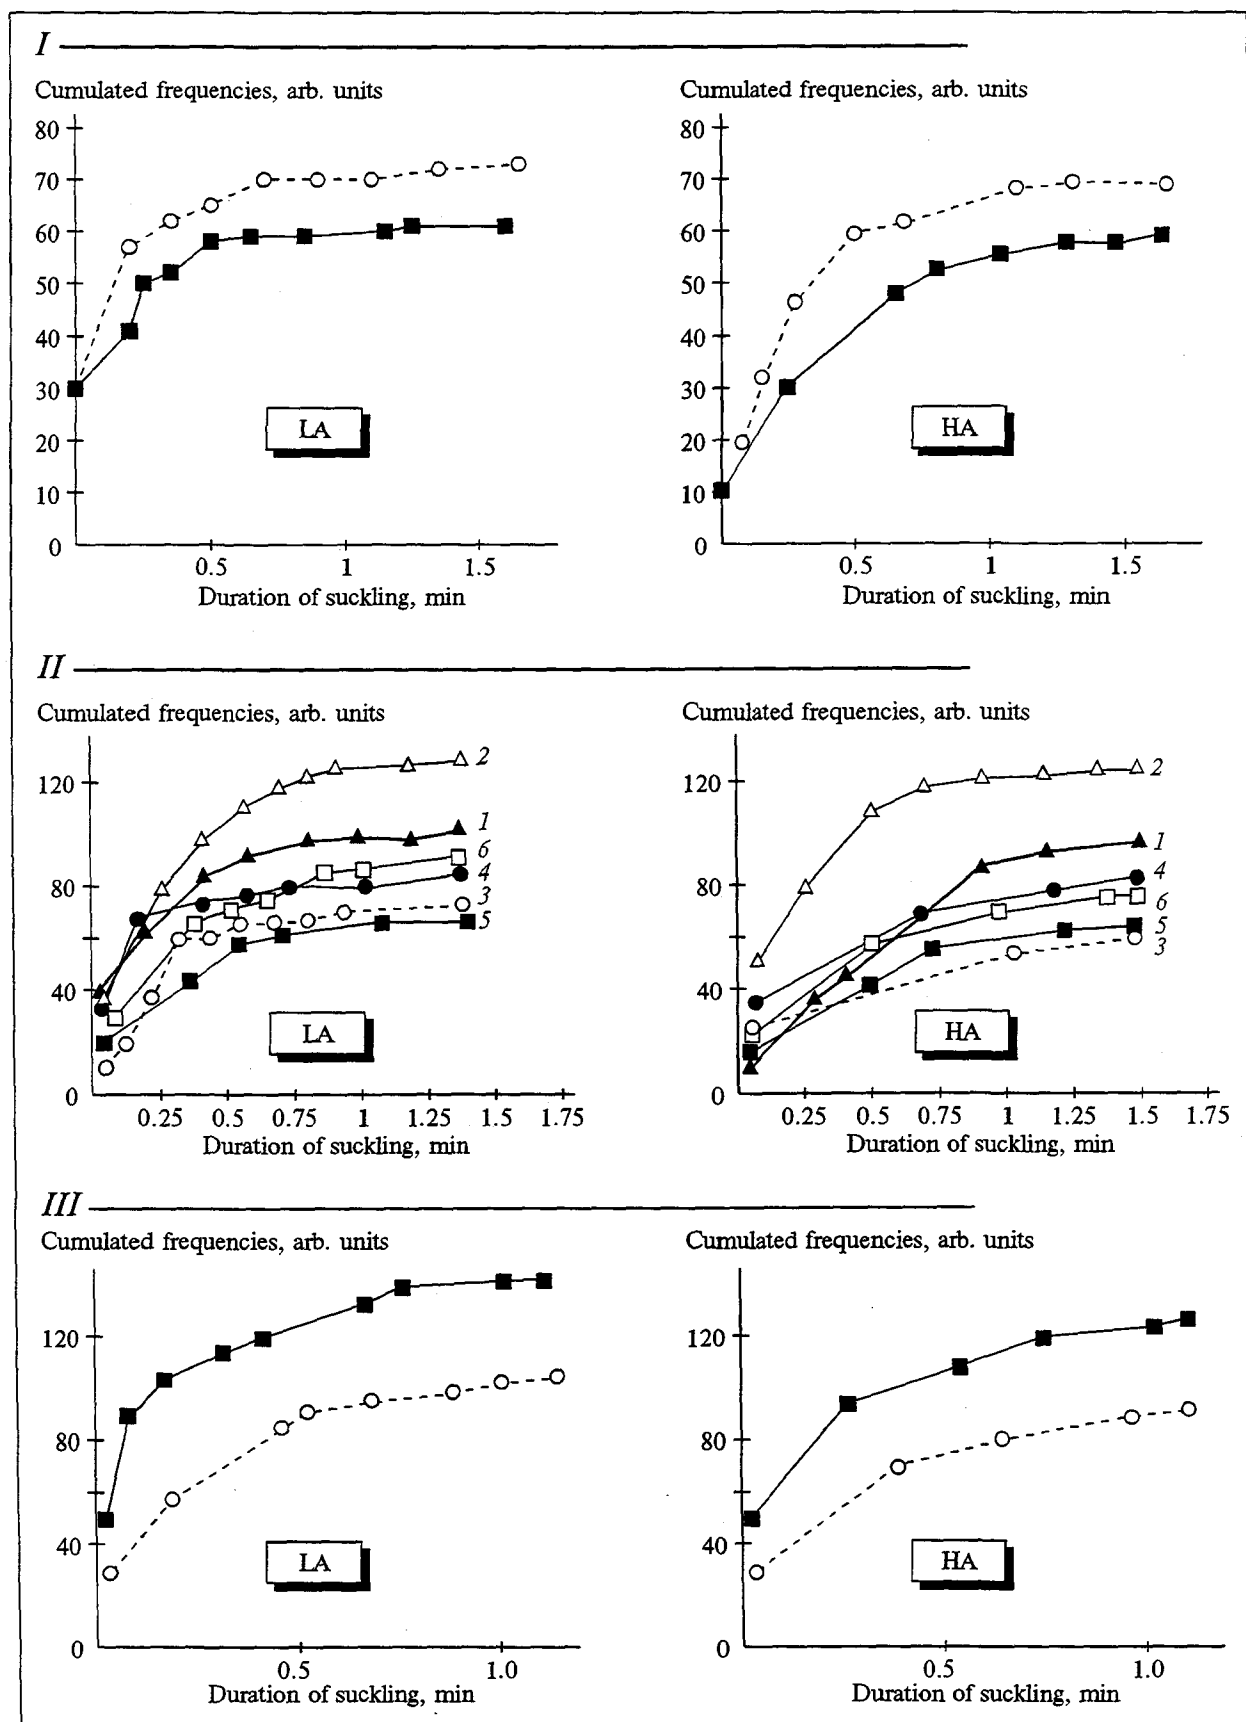 I
Cumulated frequencies, arb. units
80
70
60
50
40
30
20
10
0
LA
0.5 1 1.5
Duration of suckling, min
Cumulated frequencies, arb. units
80
70
60
50
40
30
20
10
0
HA
0.5 1 1.5
Duration of suckling, min
II
Cumulated frequencies, arb. units
120
80
40
0
2
1
6
4
3
5
LA
0.25 0.5 0.75 1 1.25 1.5 1.75
Duration of suckling, min
Cumulated frequencies, arb. units
120
80
40
0
2
1
4
6
5
3
HA
0.25 0.5 0.75 1 1.25 1.5 1.75
Duration of suckling, min
III
Cumulated frequencies, arb. units
120
80
40
0
LA
0.5 1.0
Duration of suckling, min
Cumulated frequencies, arb. units
120
80
40
0
HA
0.5 1.0
Duration of suckling, min